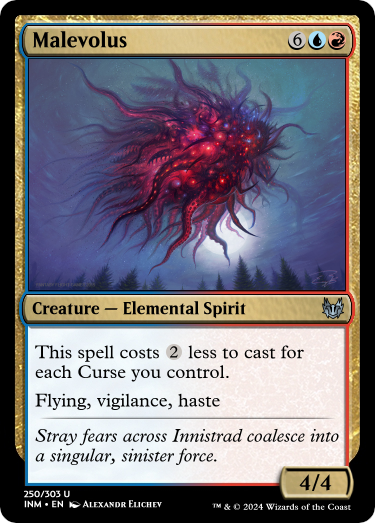 Malevolus 6
Creature — Elemental Spirit
This spell costs 2 less to cast for
each Curse you control.
Flying, vigilance, haste
Stray fears across Innistrad coalesce into
a singular, sinister force.
4/4
250/303 U
INM • EN Alexandr Elichev
™ & © 2024 Wizards of the Coast